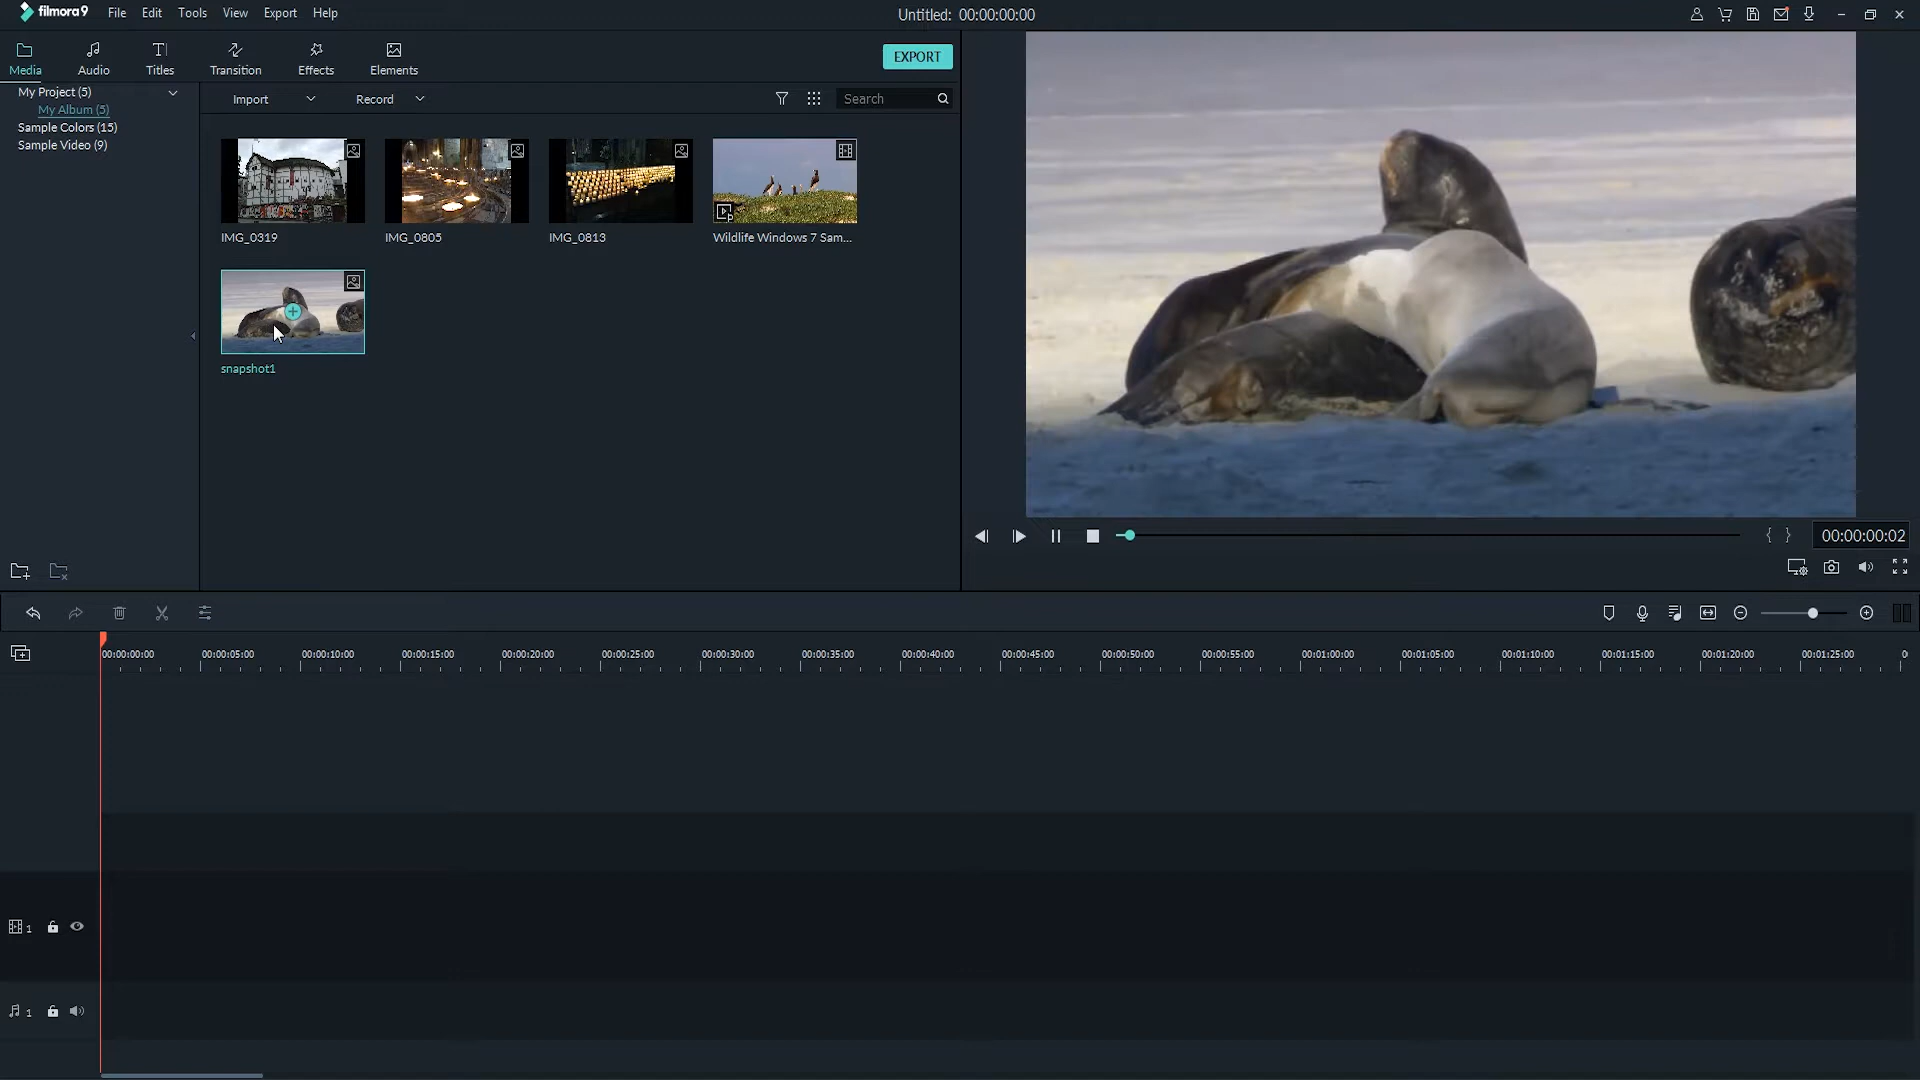 filmora9 File Edit Tools View Export Help Untitled: 00:00:00:00
Media Audio Titles Transition Effects Elements EXPORT
My Project (5)
My Album (5)
Sample Colors (15)
Sample Video (9)
Import Record Search
IMG_0319 IMG_0805 IMG_0813 Wildlife Windows 7 Sam...
snapshot1
00:00:00:02
00:00:00:00 00:00:05:00 00:00:10:00 00:00:15:00 00:00:20:00 00:00:25:00 00:00:30:00 00:00:35:00 00:00:40:00 00:00:45:00 00:00:50:00 00:00:55:00 00:01:00:00 00:01:05:00 00:01:10:00 00:01:15:00 00:01:20:00 00:01:25:00
1
1